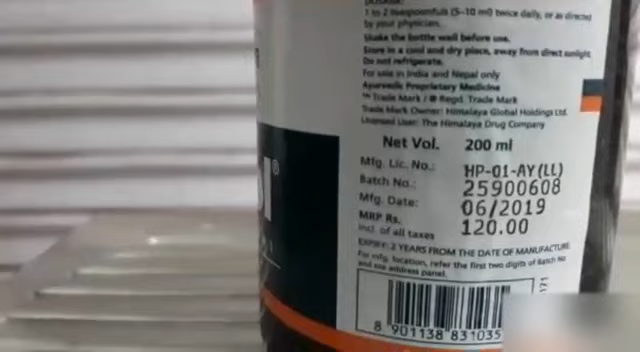 1 to 2 teaspoonfuls (5-10 ml) twice daily, or as directed
by your physician.
Shake the bottle well before use.
Store in a cool and dry place, away from direct sunlight.
Do not refrigerate.
For sale in India and Nepal only
Ayurvedic Proprietary Medicine
™ Trade Mark / ® Regd. Trade Mark
Trade Mark Owner: Himalaya Global Holdings Ltd.
Licensed User: The Himalaya Drug Company
Net Vol. 200 ml
Mfg. Lic. No.: HP-01-AY (LL)
Batch No.: 25900608
Mfg. Date: 06/2019
MRP Rs. 120.00
incl. of all taxes
EXPIRY: 2 YEARS FROM THE DATE OF MANUFACTURE
For mfg. location, refer the first two digits of Batch No
and see address panel.
8 901138 831035